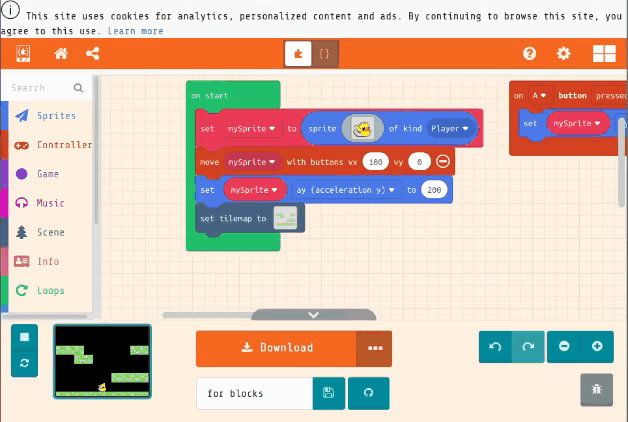 This site uses cookies for analytics, personalized content and ads. By continuing to browse this site, you
agree to this use. Learn more
Search...
Sprites
Controller
Game
Music
Scene
Info
Loops
on start
set mySprite to sprite of kind Player
move mySprite with buttons vx 100 vy 0
set mySprite ay (acceleration y) to 200
set tilemap to
on A button pressed
set mySprite
Download
for blocks